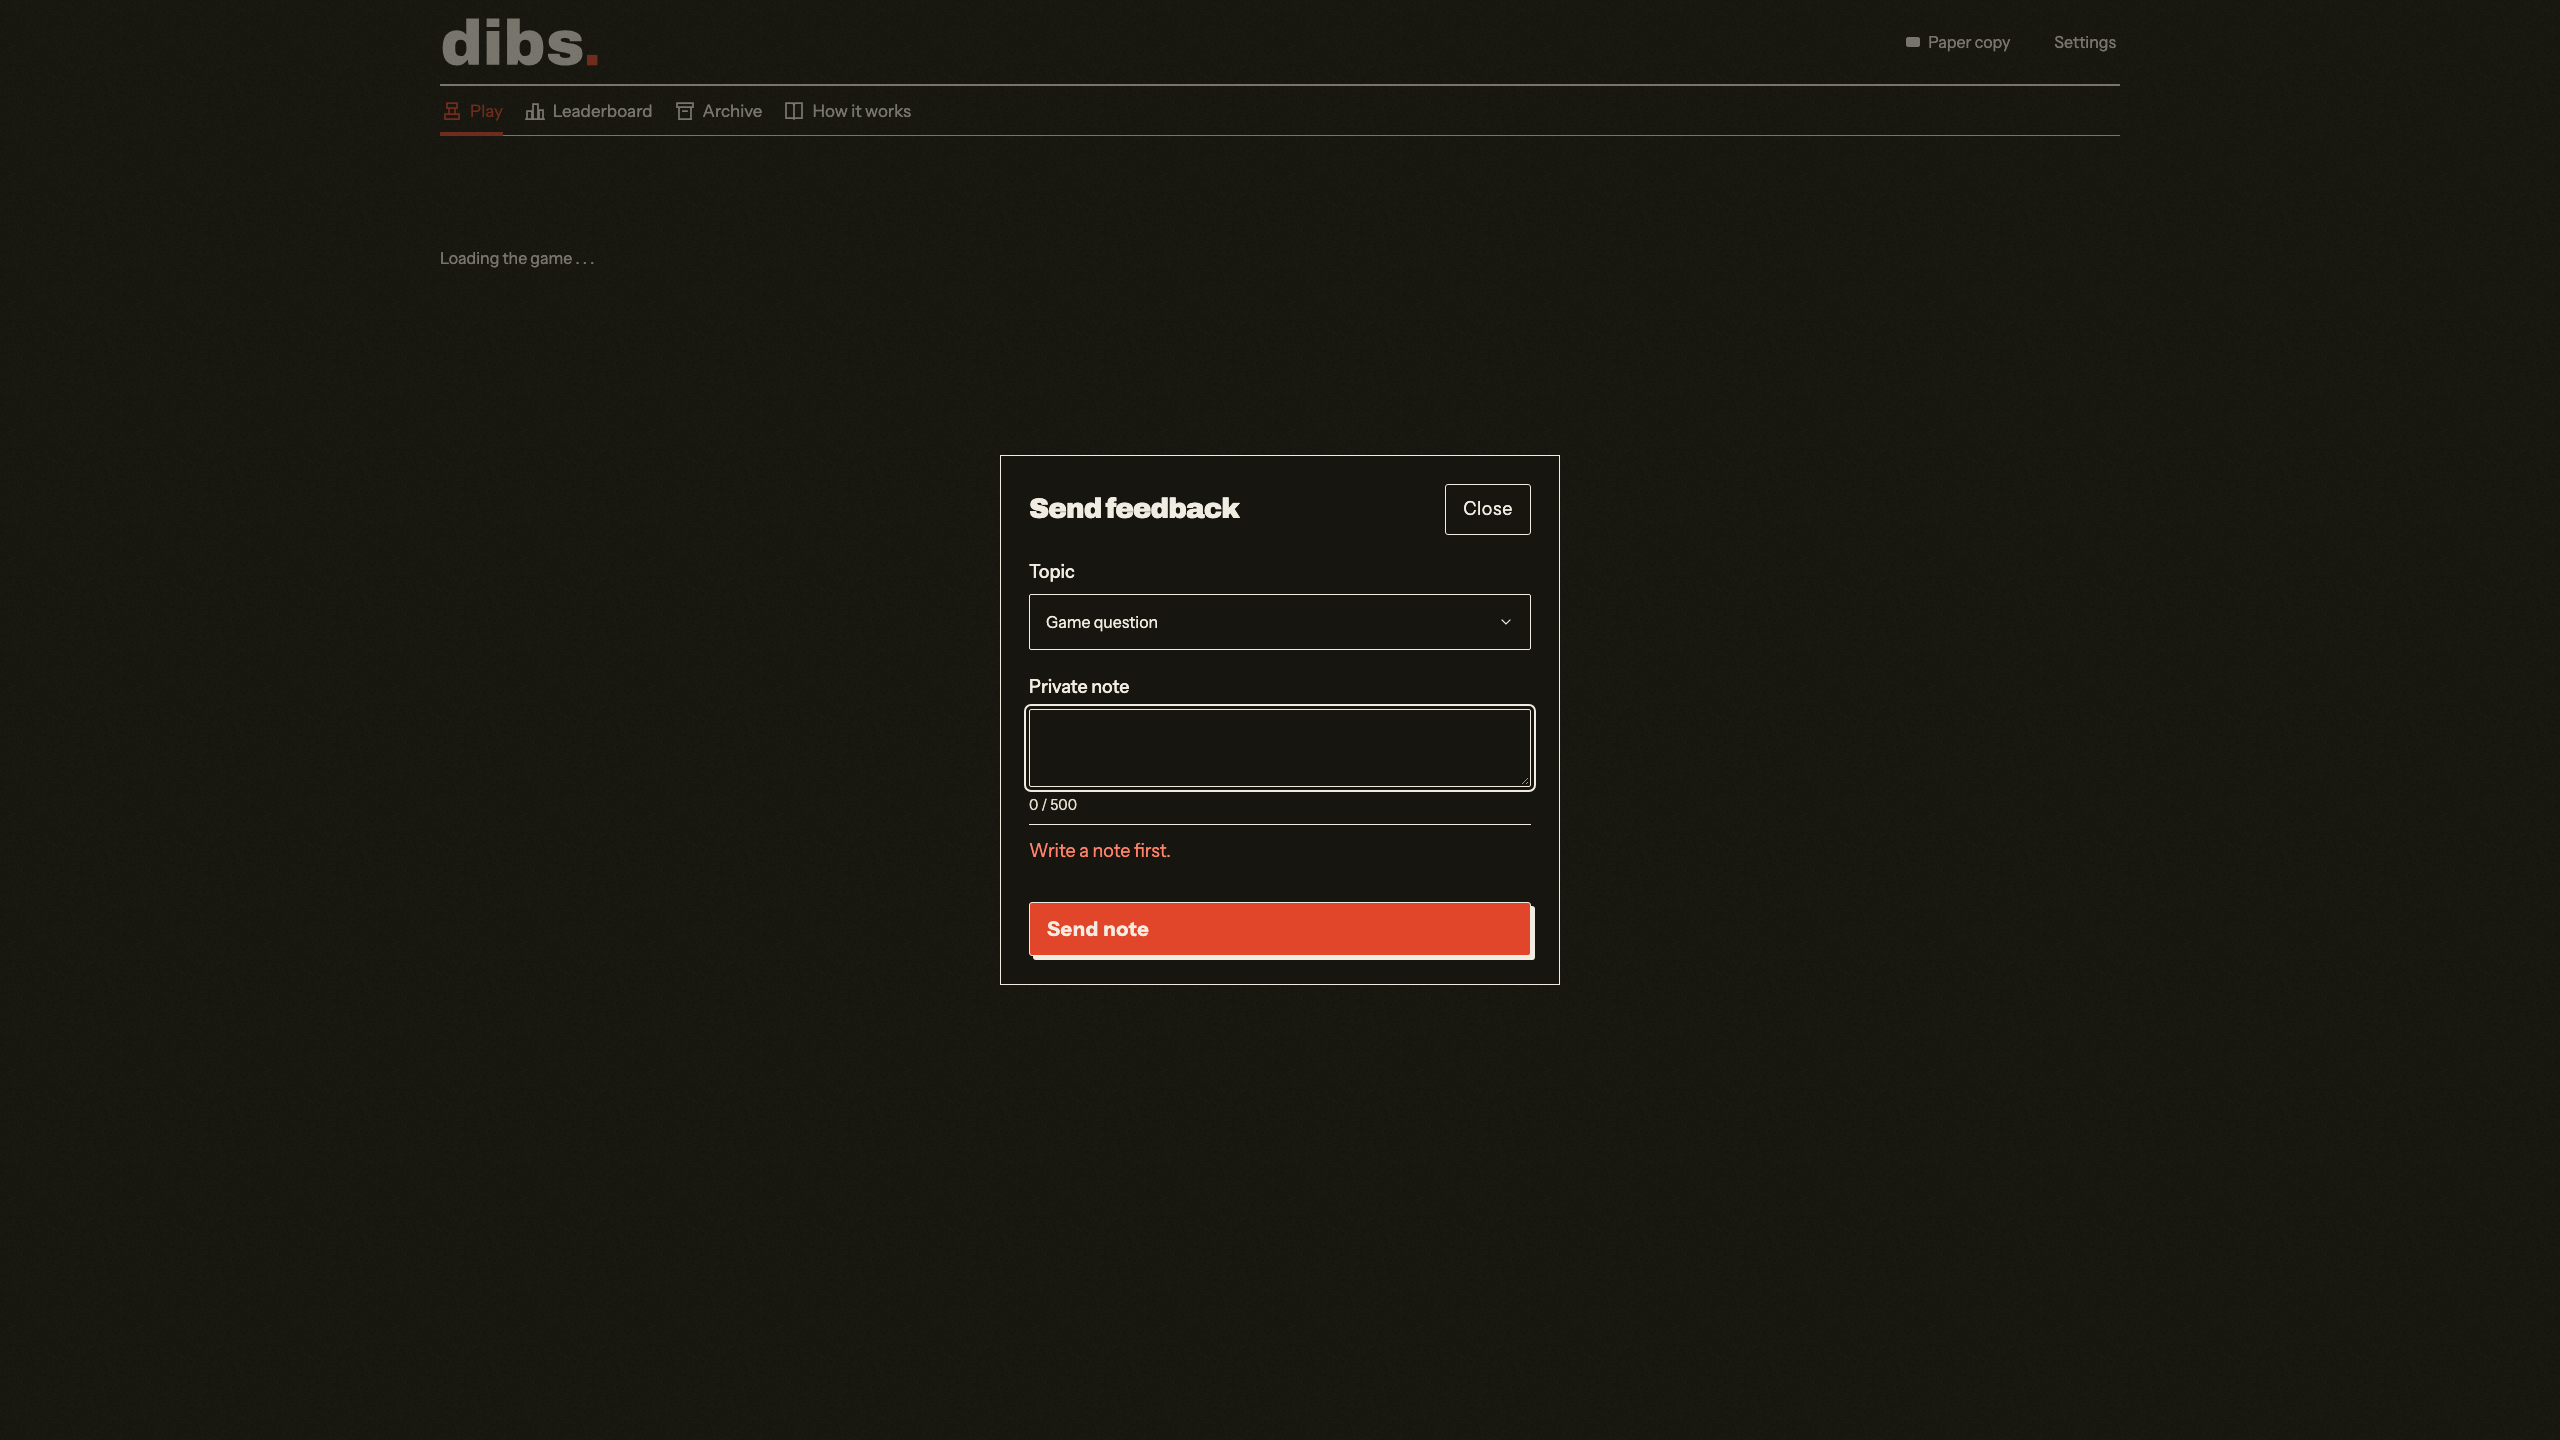 dibs.
Paper copy
Settings
Play
Leaderboard
Archive
How it works
Loading the game . . .
Send feedback
Close
Topic
Game question
Private note
0 / 500
Write a note first.
Send note